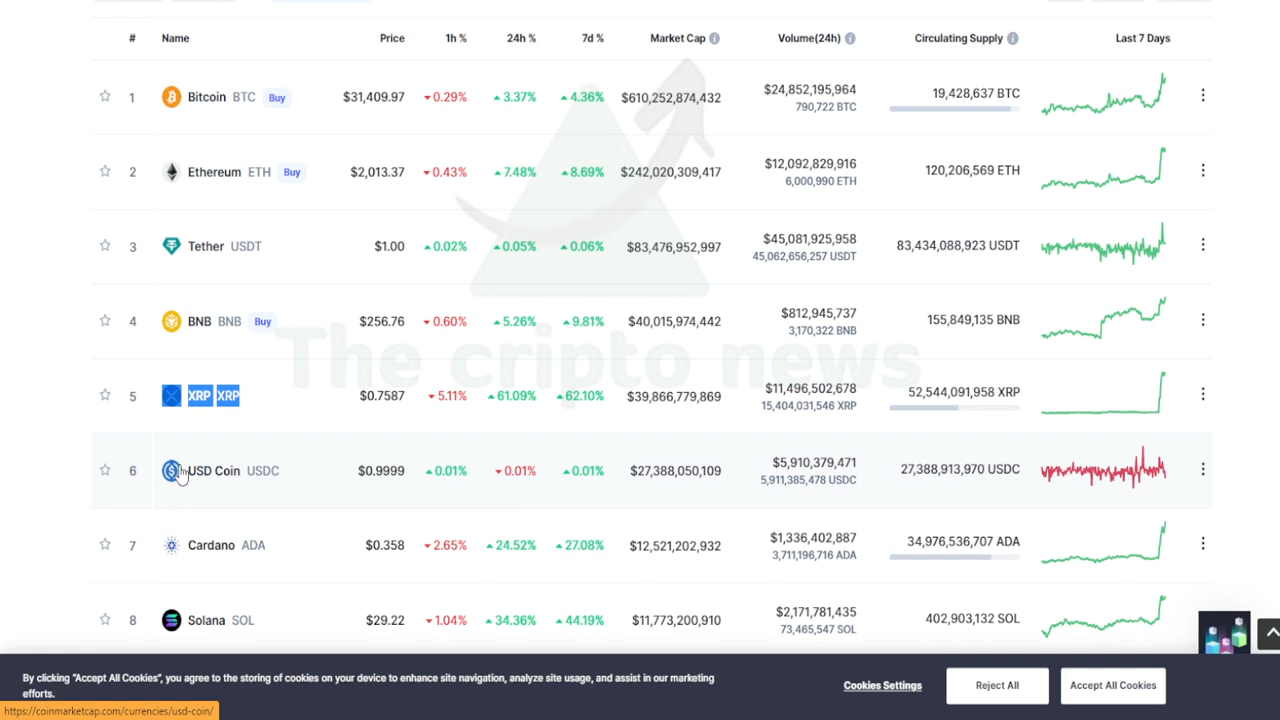 # Name Price 1h % 24h % 7d % Market Cap Volume(24h) Circulating Supply Last 7 Days
1 Bitcoin BTC Buy $31,409.97 0.29% 3.37% 4.36% $610,252,874,432 $24,852,195,964 19,428,637 BTC
790,722 BTC
2 Ethereum ETH Buy $2,013.37 0.43% 7.48% 8.69% $242,020,309,417 $12,092,829,916 120,206,569 ETH
6,000,990 ETH
3 Tether USDT $1.00 0.02% 0.05% 0.06% $83,476,952,997 $45,081,925,958 83,434,088,923 USDT
45,062,656,257 USDT
4 BNB BNB Buy $256.76 0.60% 5.26% 9.81% $40,015,974,442 $812,945,737 155,849,135 BNB
3,170,322 BNB
The cripto news
5 XRP XRP $0.7587 5.11% 61.09% 62.10% $39,866,779,869 $11,496,502,678 52,544,091,958 XRP
15,404,031,546 XRP
6 USD Coin USDC $0.9999 0.01% 0.01% 0.01% $27,388,050,109 $5,910,379,471 27,388,913,970 USDC
5,911,385,478 USDC
7 Cardano ADA $0.358 2.65% 24.52% 27.08% $12,521,202,932 $1,336,402,887 34,976,536,707 ADA
3,711,196,716 ADA
8 Solana SOL $29.22 1.04% 34.36% 44.19% $11,773,200,910 $2,171,781,435 402,903,132 SOL
73,465,547 SOL
By clicking “Accept All Cookies”, you agree to the storing of cookies on your device to enhance site navigation, analyze site usage, and assist in our marketing
efforts.
Cookies Settings Reject All Accept All Cookies
https://coinmarketcap.com/currencies/usd-coin/